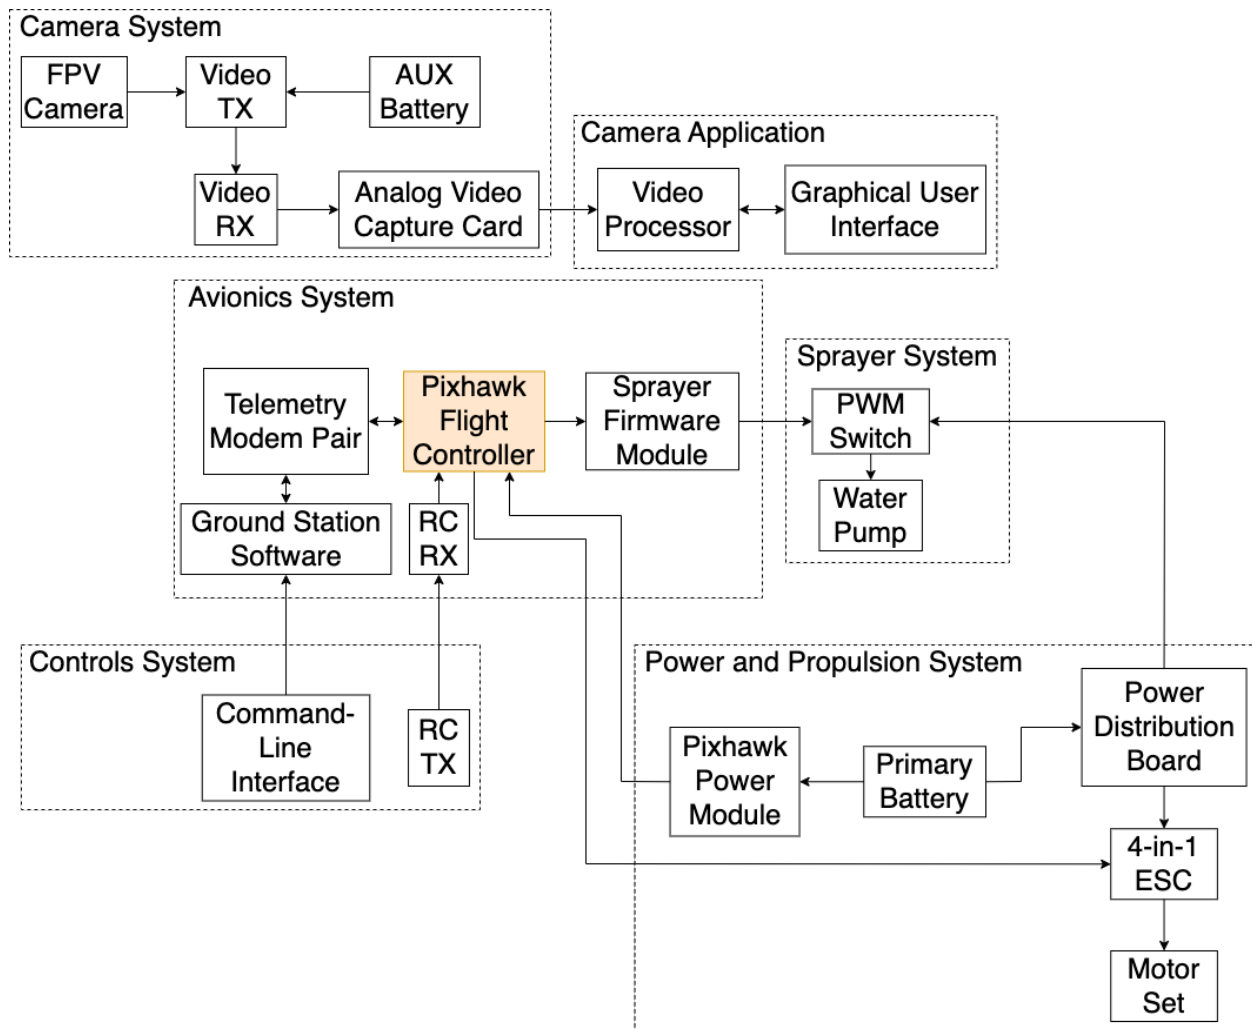 Camera System
FPV
Camera
Video
TX
AUX
Battery
Video
RX
Analog Video
Capture Card
Camera Application
Video
Processor
Graphical User
Interface
Avionics System
Telemetry
Modem Pair
Pixhawk
Flight
Controller
Sprayer
Firmware
Module
Ground Station
Software
RC
RX
Sprayer System
PWM
Switch
Water
Pump
Controls System
Command-
Line
Interface
RC
TX
Power and Propulsion System
Pixhawk
Power
Module
Primary
Battery
Power
Distribution
Board
4-in-1
ESC
Motor
Set